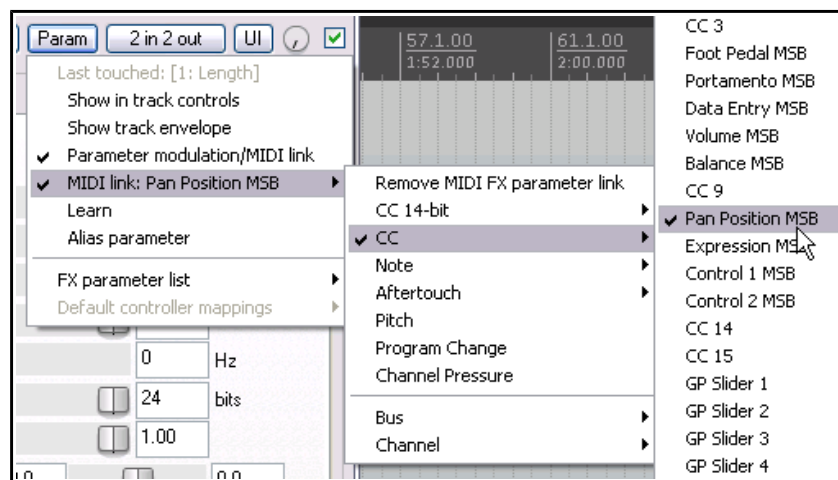 Param
2 in 2 out
UI
Last touched: [1: Length]
Show in track controls
Show track envelope
Parameter modulation/MIDI link
MIDI link: Pan Position MSB
Learn
Alias parameter
FX parameter list
Default controller mappings
0
Hz
24
bits
1.00
0.0
57.1.00
1:52.000
61.1.00
2:00.000
Remove MIDI FX parameter link
CC 14-bit
CC
Note
Aftertouch
Pitch
Program Change
Channel Pressure
Bus
Channel
CC 3
Foot Pedal MSB
Portamento MSB
Data Entry MSB
Volume MSB
Balance MSB
CC 9
Pan Position MSB
Expression MSB
Control 1 MSB
Control 2 MSB
CC 14
CC 15
GP Slider 1
GP Slider 2
GP Slider 3
GP Slider 4